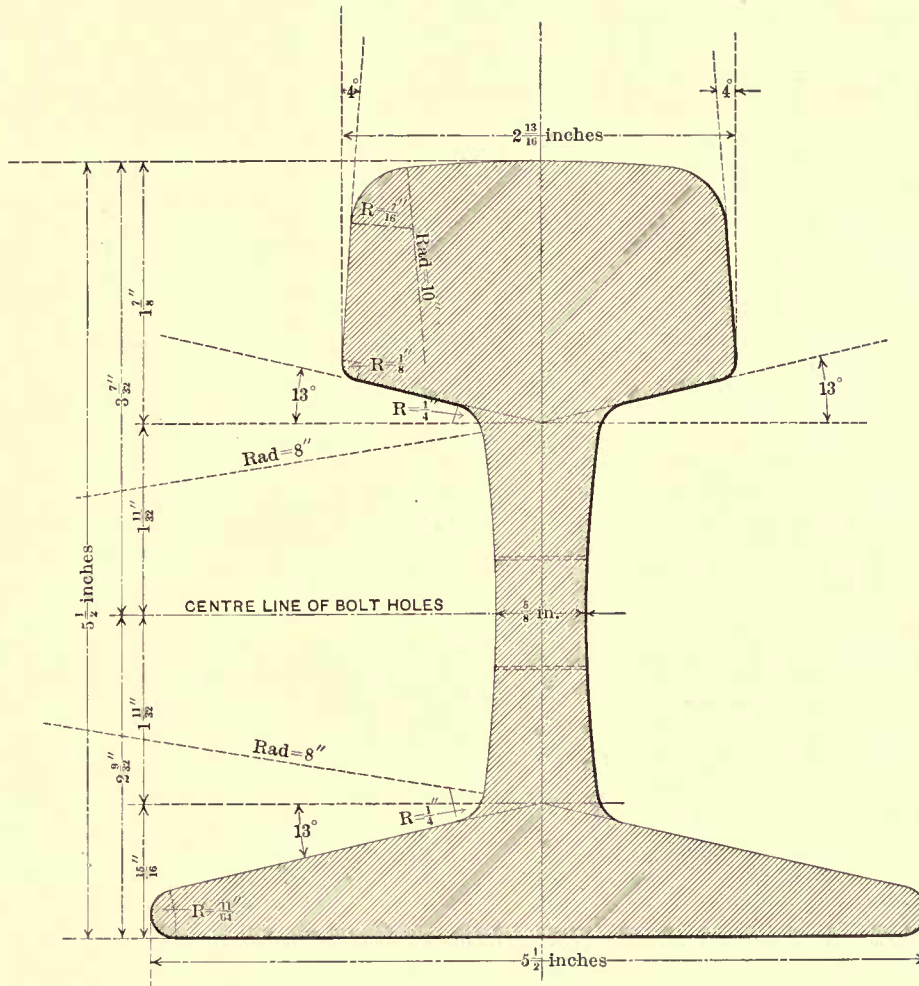 4°
4°
2 13/16 inches
R=7/16"
Rad=10"
1 7/8"
3 7/32"
R=1/8"
13°
13°
R=1/4"
Rad=8"
1 11/32"
5 1/2 inches
CENTRE LINE OF BOLT HOLES
5/8 in.
1 11/32"
2 9/32"
Rad=8"
R=1/4"
13°
15/16"
R=11/64"
5 1/2 inches